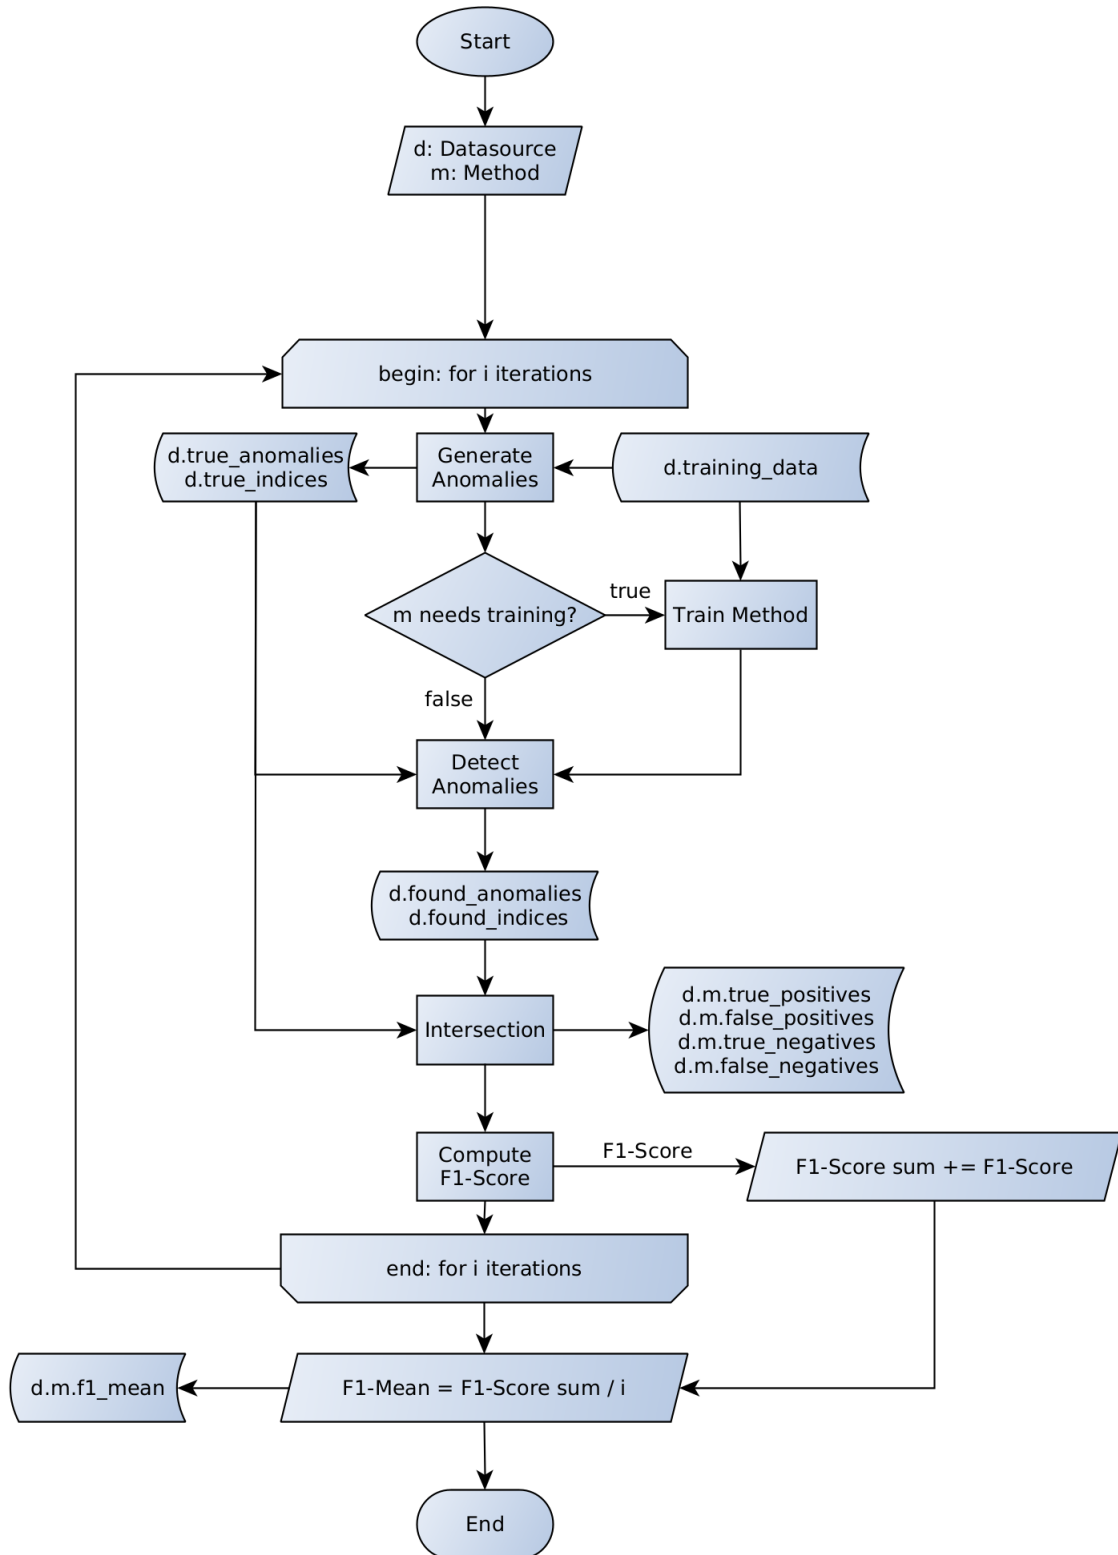 Start
d: Datasource
m: Method
begin: for i iterations
d.true_anomalies
d.true_indices
Generate
Anomalies
d.training_data
m needs training?
true
Train Method
false
Detect
Anomalies
d.found_anomalies
d.found_indices
Intersection
d.m.true_positives
d.m.false_positives
d.m.true_negatives
d.m.false_negatives
Compute
F1-Score
F1-Score
F1-Score sum += F1-Score
end: for i iterations
d.m.f1_mean
F1-Mean = F1-Score sum / i
End